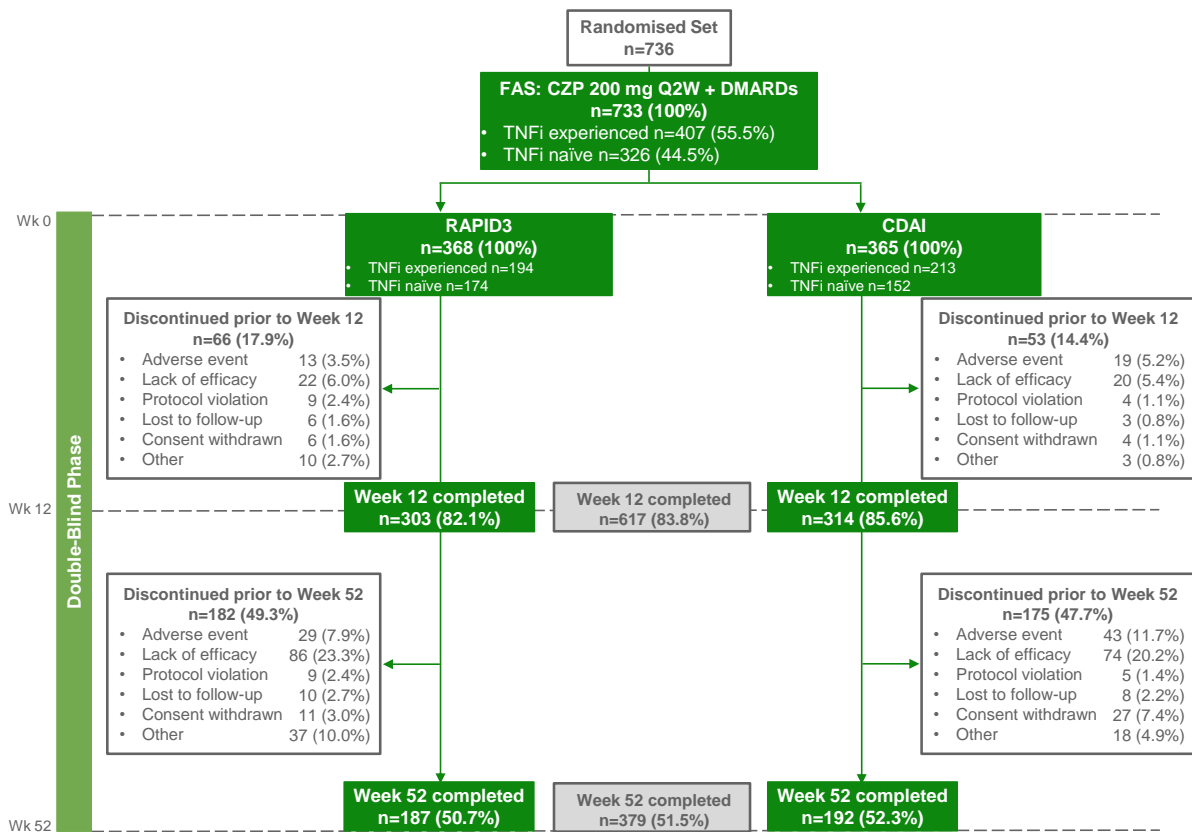 Randomised Set
n=736
FAS: CZP 200 mg Q2W + DMARDs
n=733 (100%)
• TNFi experienced n=407 (55.5%)
• TNFi naïve n=326 (44.5%)
Wk 0
RAPID3
n=368 (100%)
• TNFi experienced n=194
• TNFi naïve n=174
CDAI
n=365 (100%)
• TNFi experienced n=213
• TNFi naïve n=152
Double-Blind Phase
Discontinued prior to Week 12
n=66 (17.9%)
• Adverse event 13 (3.5%)
• Lack of efficacy 22 (6.0%)
• Protocol violation 9 (2.4%)
• Lost to follow-up 6 (1.6%)
• Consent withdrawn 6 (1.6%)
• Other 10 (2.7%)
Discontinued prior to Week 12
n=53 (14.4%)
• Adverse event 19 (5.2%)
• Lack of efficacy 20 (5.4%)
• Protocol violation 4 (1.1%)
• Lost to follow-up 3 (0.8%)
• Consent withdrawn 4 (1.1%)
• Other 3 (0.8%)
Wk 12
Week 12 completed
n=303 (82.1%)
Week 12 completed
n=617 (83.8%)
Week 12 completed
n=314 (85.6%)
Discontinued prior to Week 52
n=182 (49.3%)
• Adverse event 29 (7.9%)
• Lack of efficacy 86 (23.3%)
• Protocol violation 9 (2.4%)
• Lost to follow-up 10 (2.7%)
• Consent withdrawn 11 (3.0%)
• Other 37 (10.0%)
Discontinued prior to Week 52
n=175 (47.7%)
• Adverse event 43 (11.7%)
• Lack of efficacy 74 (20.2%)
• Protocol violation 5 (1.4%)
• Lost to follow-up 8 (2.2%)
• Consent withdrawn 27 (7.4%)
• Other 18 (4.9%)
Wk 52
Week 52 completed
n=187 (50.7%)
Week 52 completed
n=379 (51.5%)
Week 52 completed
n=192 (52.3%)